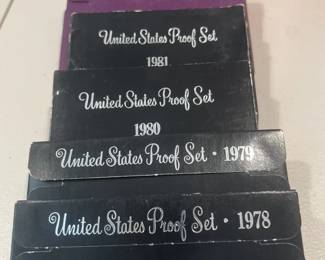 United States Proof Set
1981
United States Proof Set
1980
United States Proof Set · 1979
United States Proof Set · 1978